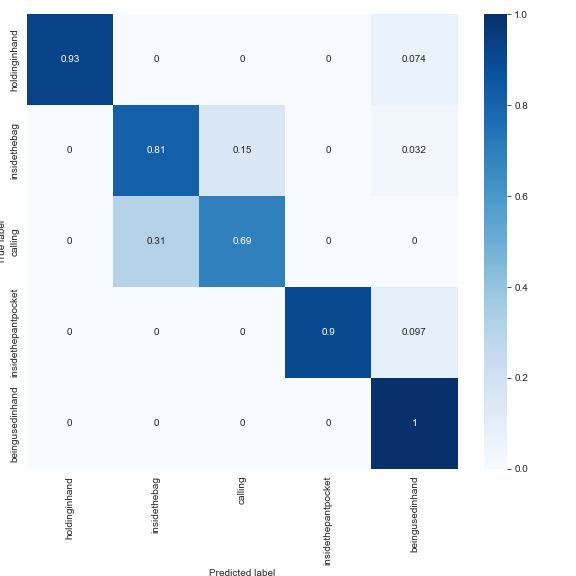 holdinginhand 0.93 0 0 0 0.074
insidethebag 0 0.81 0.15 0 0.032
calling 0 0.31 0.69 0 0
insidethepantpocket 0 0 0 0.9 0.097
beingusedinhand 0 0 0 0 1
True label
holdinginhand insidethebag calling insidethepantpocket beingusedinhand
Predicted label
1.0
0.8
0.6
0.4
0.2
0.0